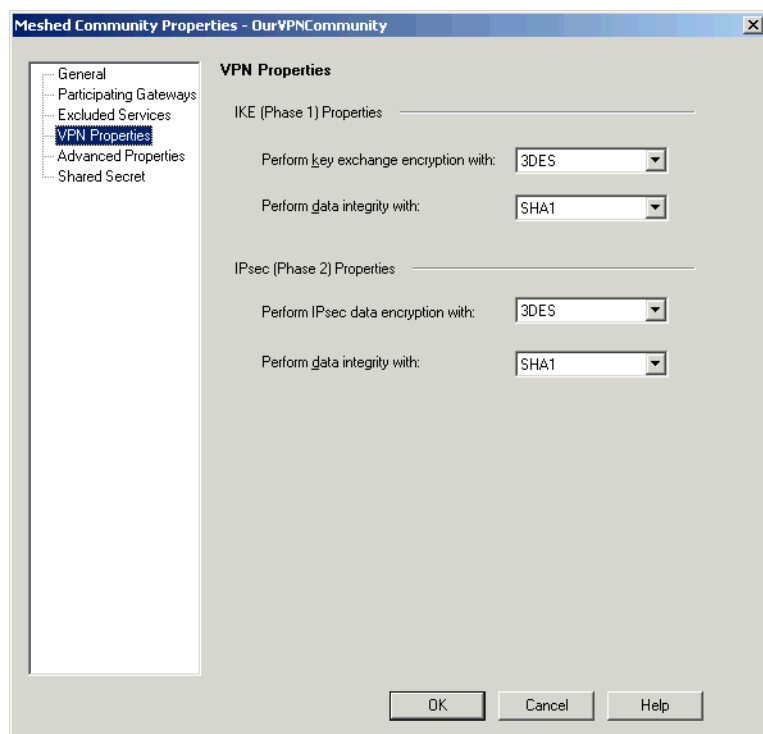 Meshed Community Properties - OurVPNCommunity
General
Participating Gateways
Excluded Services
VPN Properties
Advanced Properties
Shared Secret
VPN Properties
IKE (Phase 1) Properties
Perform key exchange encryption with: 3DES
Perform data integrity with: SHA1
IPsec (Phase 2) Properties
Perform IPsec data encryption with: 3DES
Perform data integrity with: SHA1
OK Cancel Help